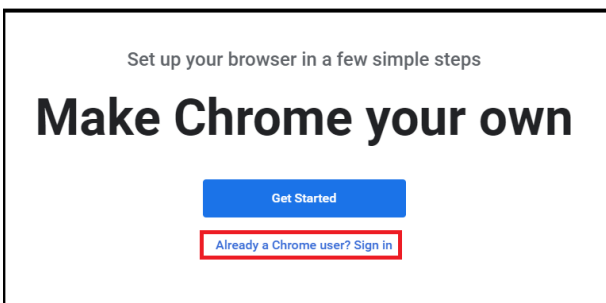 Set up your browser in a few simple steps
Make Chrome your own
Get Started
Already a Chrome user? Sign in